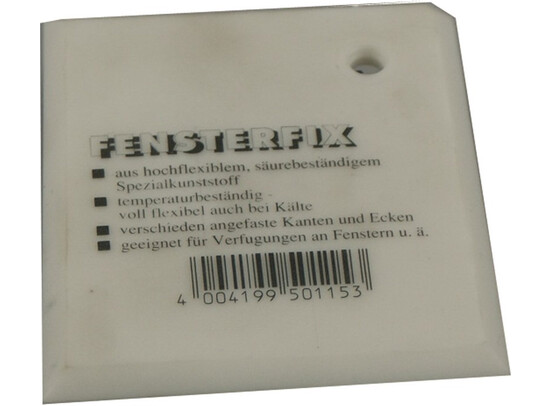 FENSTERFIX
■ aus hochflexiblem, säurebeständigem
Spezialkunststoff
■ temperaturbeständig -
voll flexibel auch bei Kälte
■ verschieden angefaste Kanten und Ecken
■ geeignet für Verfugungen an Fenstern u. ä.
4 004199 501153